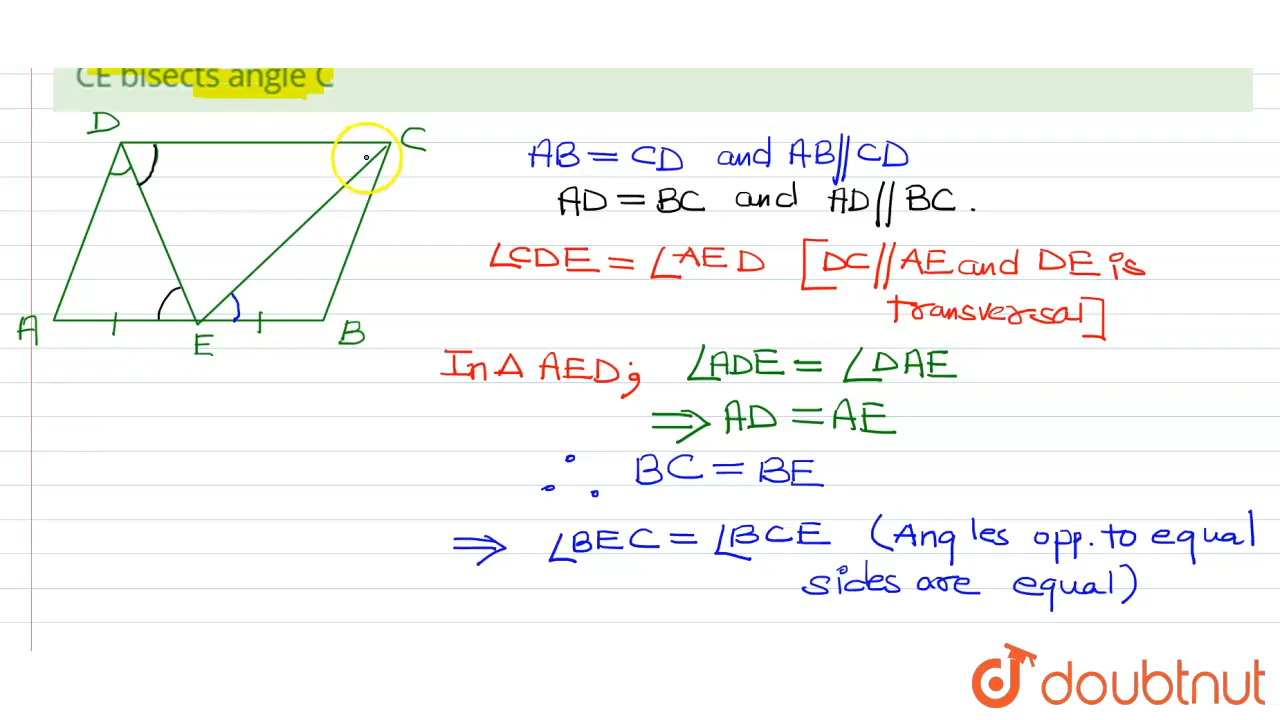 CE bisects angle C
D
C
A
E
B
AB = CD and AB || CD
AD = BC and AD || BC.
∠CDE = ∠AED [DC || AE and DE is
transversal]
In Δ AED; ∠ADE = ∠DAE
⇒ AD = AE
∴ BC = BE
⇒ ∠BEC = ∠BCE (Angles opp. to equal
sides are equal)
doubtnut